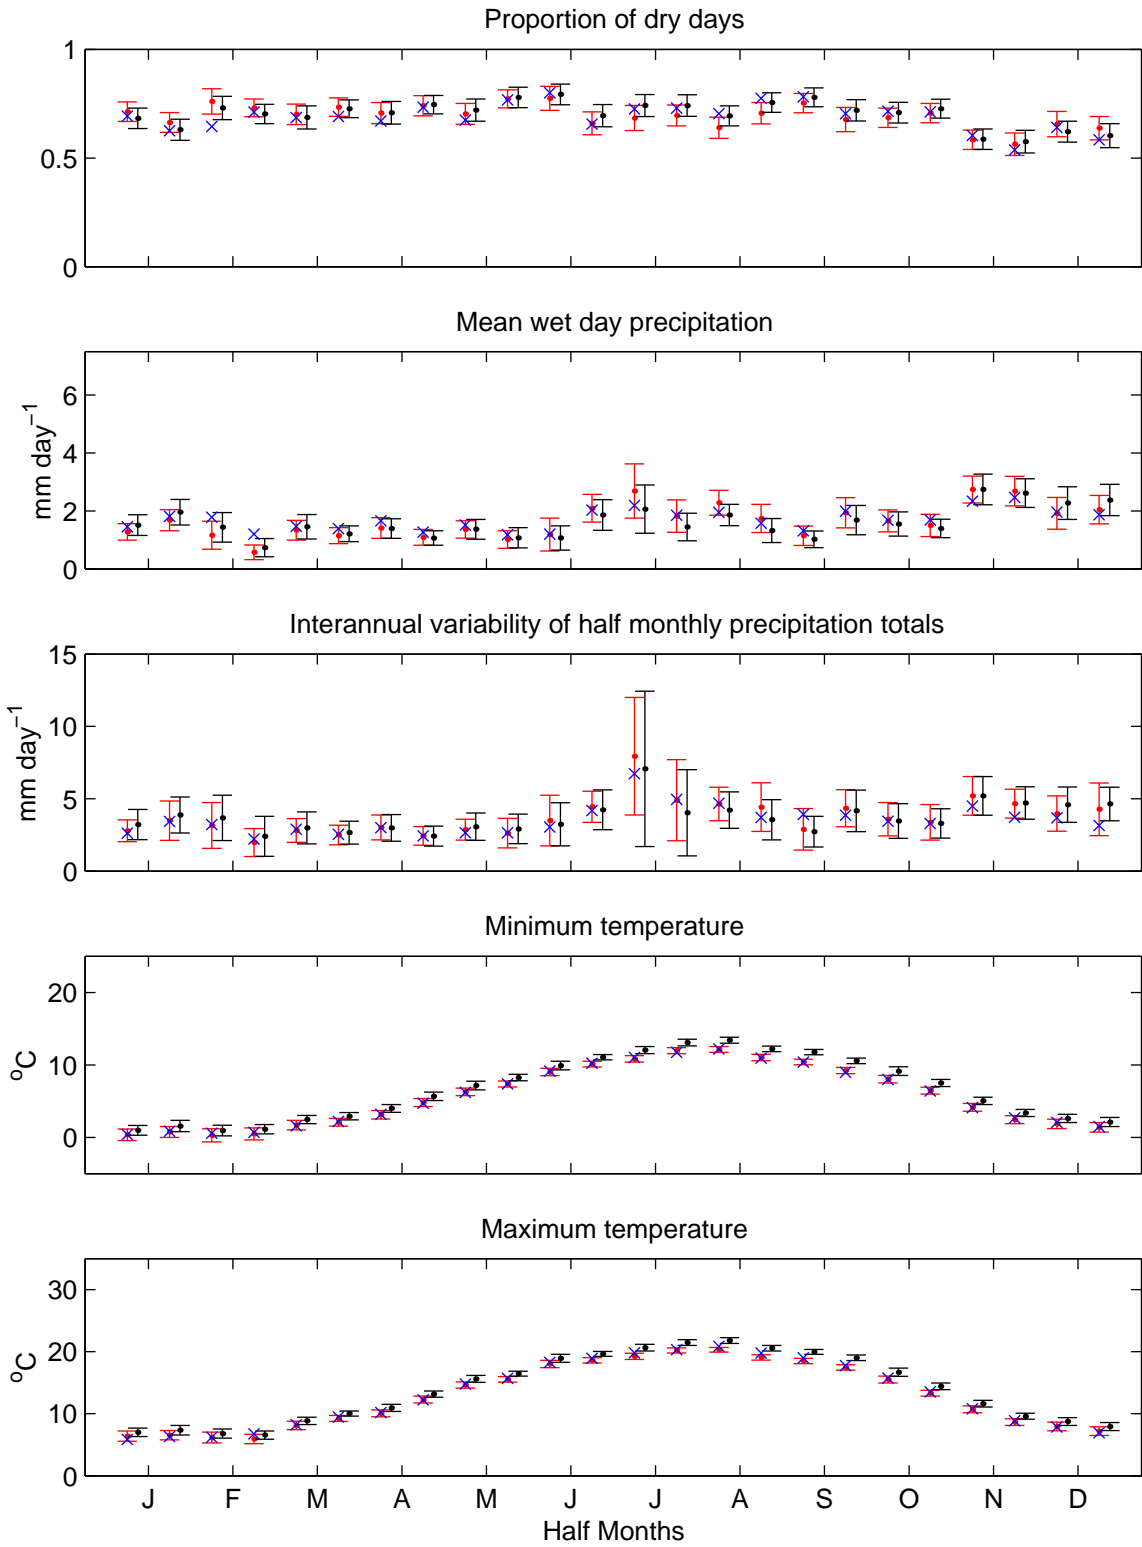 Proportion of dry days
1
0.5
0
Mean wet day precipitation
6
4
2
0
mm day⁻¹
Interannual variability of half monthly precipitation totals
15
10
5
0
mm day⁻¹
Minimum temperature
20
10
0
ºC
Maximum temperature
30
20
10
0
ºC
J F M A M J J A S O N D
Half Months